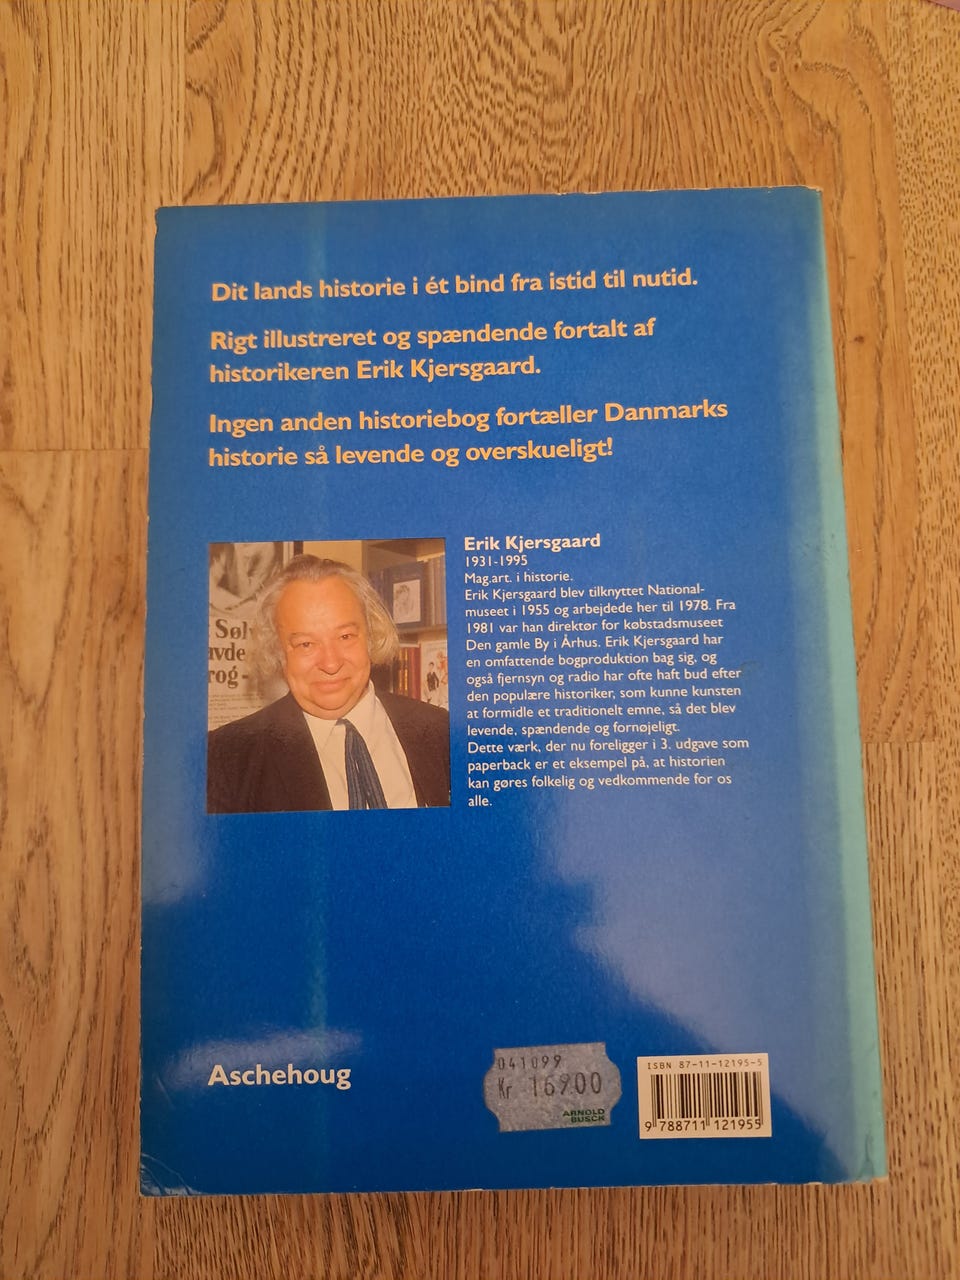 Dit lands historie i ét bind fra istid til nutid.
Rigt illustreret og spændende fortalt af
historikeren Erik Kjersgaard.
Ingen anden historiebog fortæller Danmarks
historie så levende og overskueligt!
Søl
avde
rog-
Erik Kjersgaard
1931-1995
Mag.art. i historie.
Erik Kjersgaard blev tilknyttet National-
museet i 1955 og arbejdede her til 1978. Fra
1981 var han direktør for købstadsmuseet
Den gamle By i Århus. Erik Kjersgaard har
en omfattende bogproduktion bag sig, og
også fjernsyn og radio har ofte haft bud efter
den populære historiker, som kunne kunsten
at formidle et traditionelt emne, så det blev
levende, spændende og fornøjeligt.
Dette værk, der nu foreligger i 3. udgave som
paperback er et eksempel på, at historien
kan gøres folkelig og vedkommende for os
alle.
Aschehoug
041099
Kr 169.00
ARNOLD
BUSCK
ISBN 87-11-12195-5
9 788711 121955